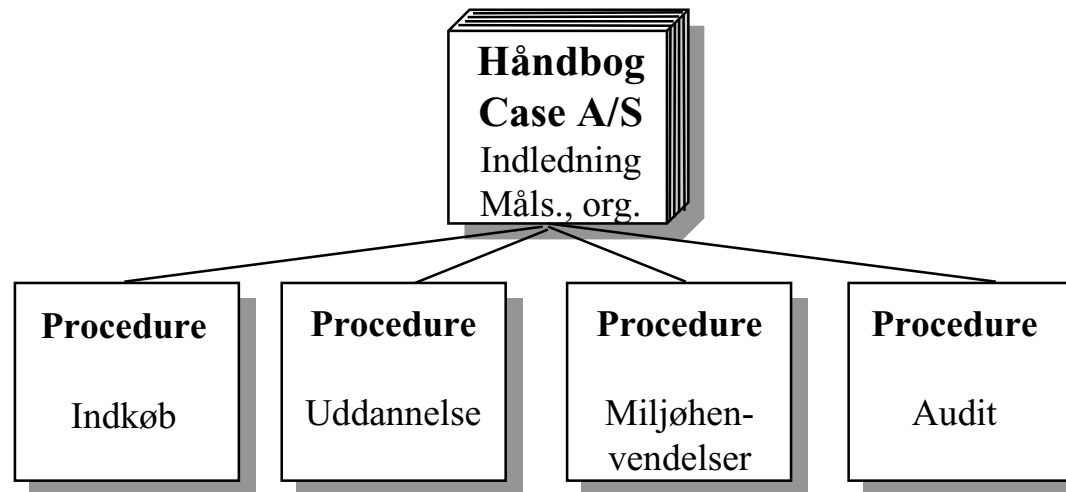 Håndbog
Case A/S
Indledning
Måls., org.
Procedure
Indkøb
Procedure
Uddannelse
Procedure
Miljøhen-
vendelser
Procedure
Audit